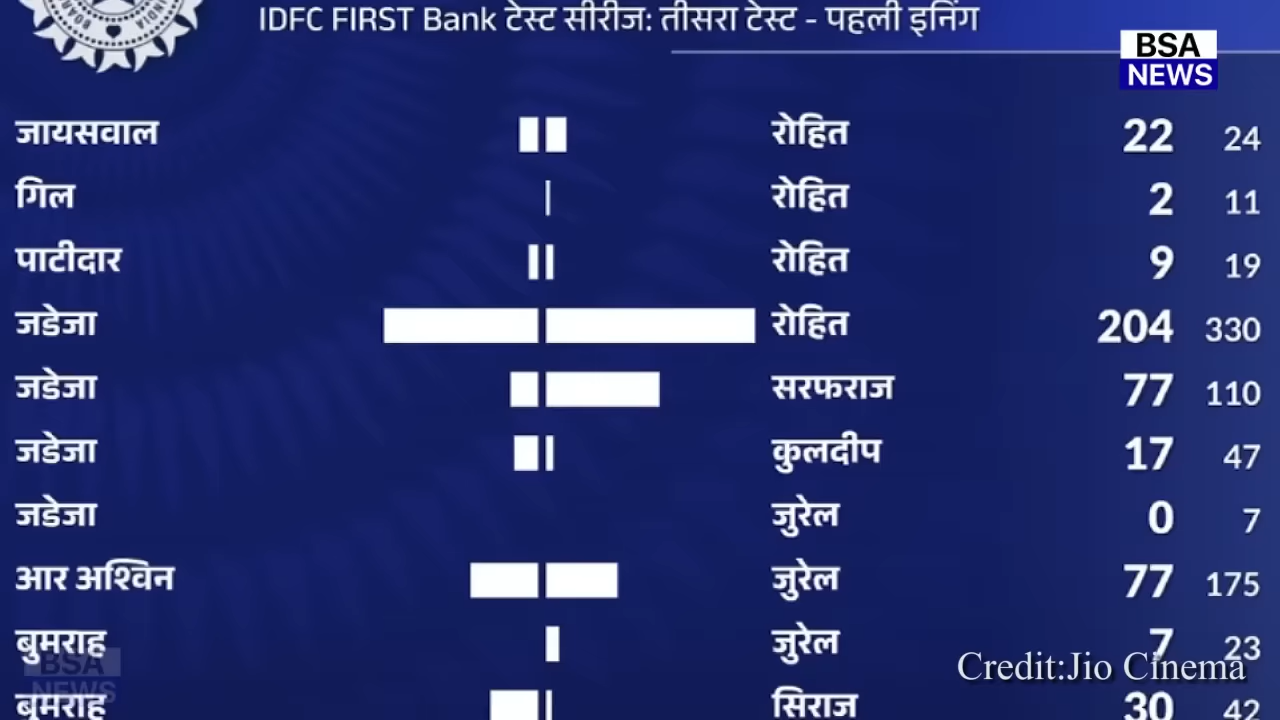 IDFC FIRST Bank टेस्ट सीरीज: तीसरा टेस्ट - पहली इनिंग
BSA
NEWS
जायसवाल रोहित 22 24
गिल रोहित 2 11
पाटीदार रोहित 9 19
जडेजा रोहित 204 330
जडेजा सरफराज 77 110
जडेजा कुलदीप 17 47
जडेजा जुरेल 0 7
आर अश्विन जुरेल 77 175
बुमराह जुरेल 7 23
BSA
NEWS
Credit:Jio Cinema
बुमराह सिराज 30 42